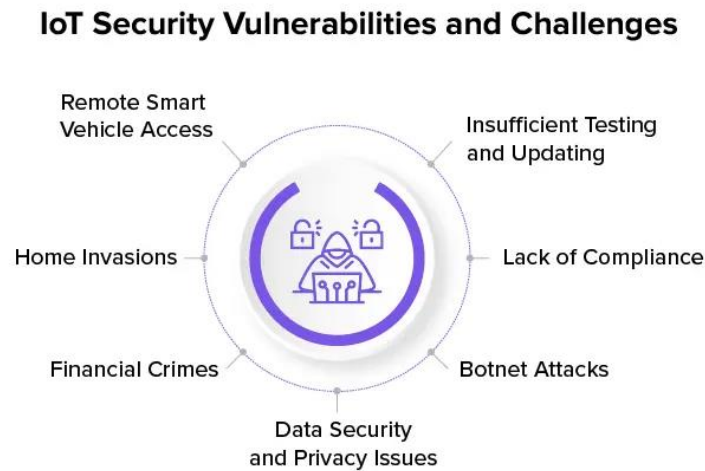 IoT Security Vulnerabilities and Challenges
Remote Smart
Vehicle Access
Insufficient Testing
and Updating
Home Invasions
Lack of Compliance
Financial Crimes
Botnet Attacks
Data Security
and Privacy Issues